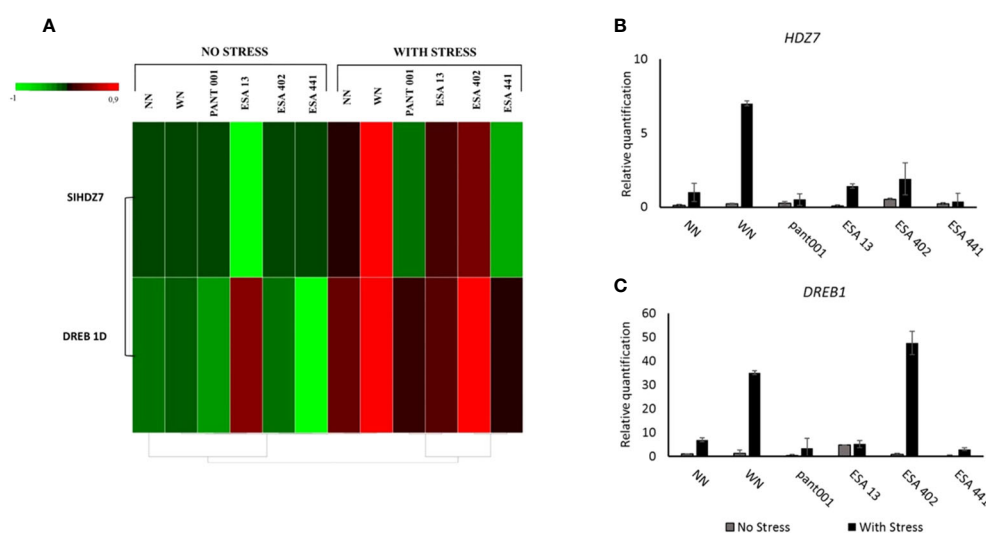 A
NO STRESS
WITH STRESS
-1
0,9
NN
WN
PANT 001
ESA 13
ESA 402
ESA 441
NN
WN
PANT 001
ESA 13
ESA 402
ESA 441
SlHDZ7
DREB 1D
B
HDZ7
Relative quantification
10
5
0
NN
WN
pant001
ESA 13
ESA 402
ESA 441
C
DREB1
Relative quantification
60
50
40
30
20
10
0
NN
WN
pant001
ESA 13
ESA 402
ESA 441
No Stress
With Stress